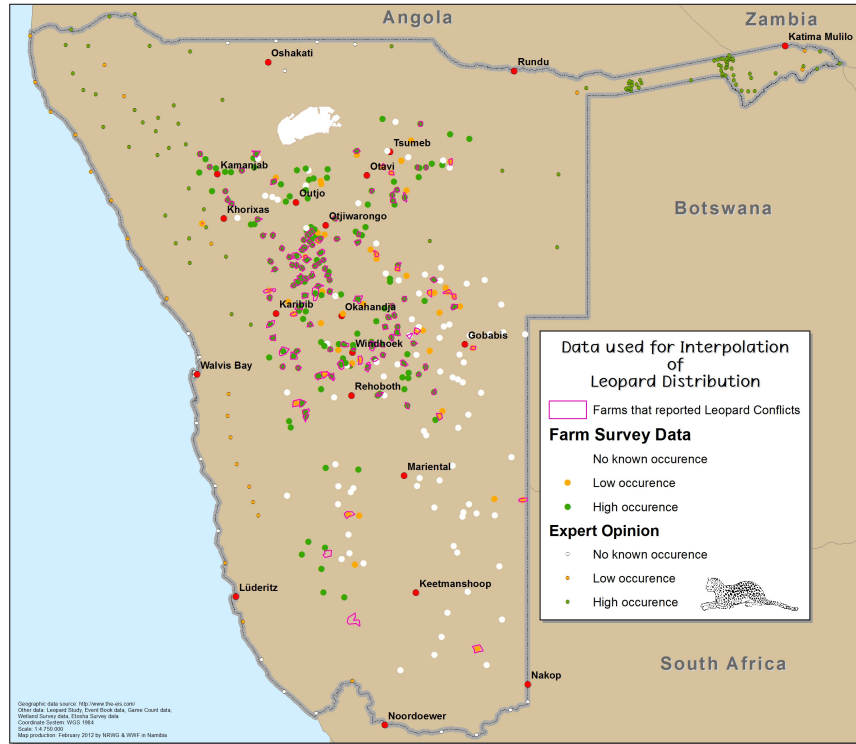 Angola
Zambia
Katima Mulilo
Oshakati
Rundu
Tsumeb
Kamanjab
Otavi
Outjo
Khorixas
Otjiwarongo
Botswana
Karibib
Okahandja
Gobabis
Windhoek
Walvis Bay
Rehoboth
Mariental
Lüderitz
Keetmanshoop
Nakop
Noordoewer
South Africa
Data used for Interpolation
of
Leopard Distribution
Farms that reported Leopard Conflicts
Farm Survey Data
No known occurence
Low occurence
High occurence
Expert Opinion
No known occurence
Low occurence
High occurence
Geographic data source: http://www.the-eis.com/
Other data: Leopard Study, Event Book data, Game Count data,
Wetland Survey data, Etosha Survey data
Coordinate System: WGS 1984
Scale: 1:4 750 000
Map production: February 2012 by NRWG & WWF in Namibia